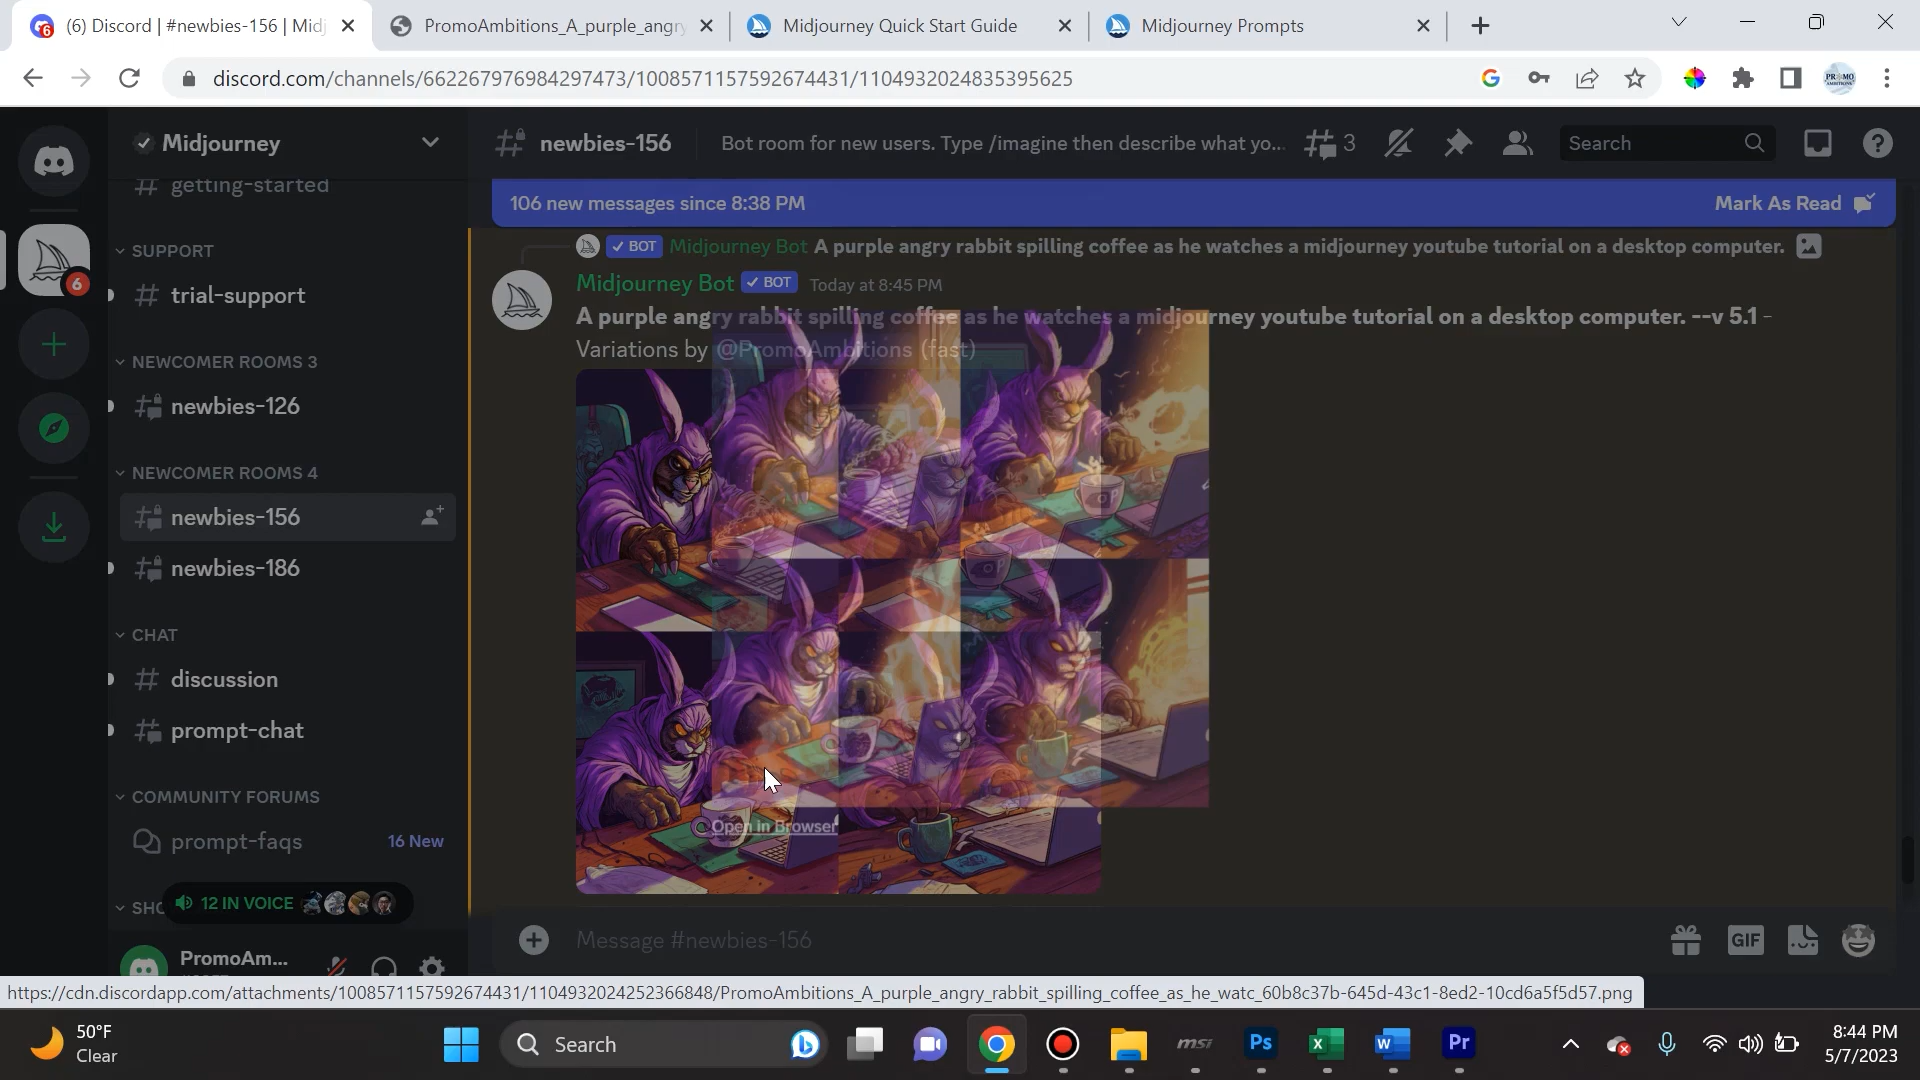 (6) Discord | #newbies-156 | Midj
PromoAmbitions_A_purple_angry
Midjourney Quick Start Guide
Midjourney Prompts
discord.com/channels/662267976984297473/1008571157592674431/1104932024835395625
Midjourney
newbies-156
Bot room for new users. Type /imagine then describe what yo...
3
Search
getting-started
106 new messages since 8:38 PM
Mark As Read
SUPPORT
trial-support
NEWCOMER ROOMS 3
newbies-126
NEWCOMER ROOMS 4
newbies-156
newbies-186
CHAT
discussion
prompt-chat
COMMUNITY FORUMS
prompt-faqs
16 New
SHO
12 IN VOICE
PromoAm...
6
BOT Midjourney Bot A purple angry rabbit spilling coffee as he watches a midjourney youtube tutorial on a desktop computer.
Midjourney Bot BOT Today at 8:45 PM
A purple angry rabbit spilling coffee as he watches a midjourney youtube tutorial on a desktop computer. --v 5.1 -
Variations by @PromoAmbitions (fast)
Open in Browser
Message #newbies-156
GIF
https://cdn.discordapp.com/attachments/1008571157592674431/1104932024252366848/PromoAmbitions_A_purple_angry_rabbit_spilling_coffee_as_he_watc_60b8c37b-645d-43c1-8ed2-10cd6a5f5d57.png
50°F
Clear
Search
msi
Ps
X
W
Pr
8:44 PM
5/7/2023